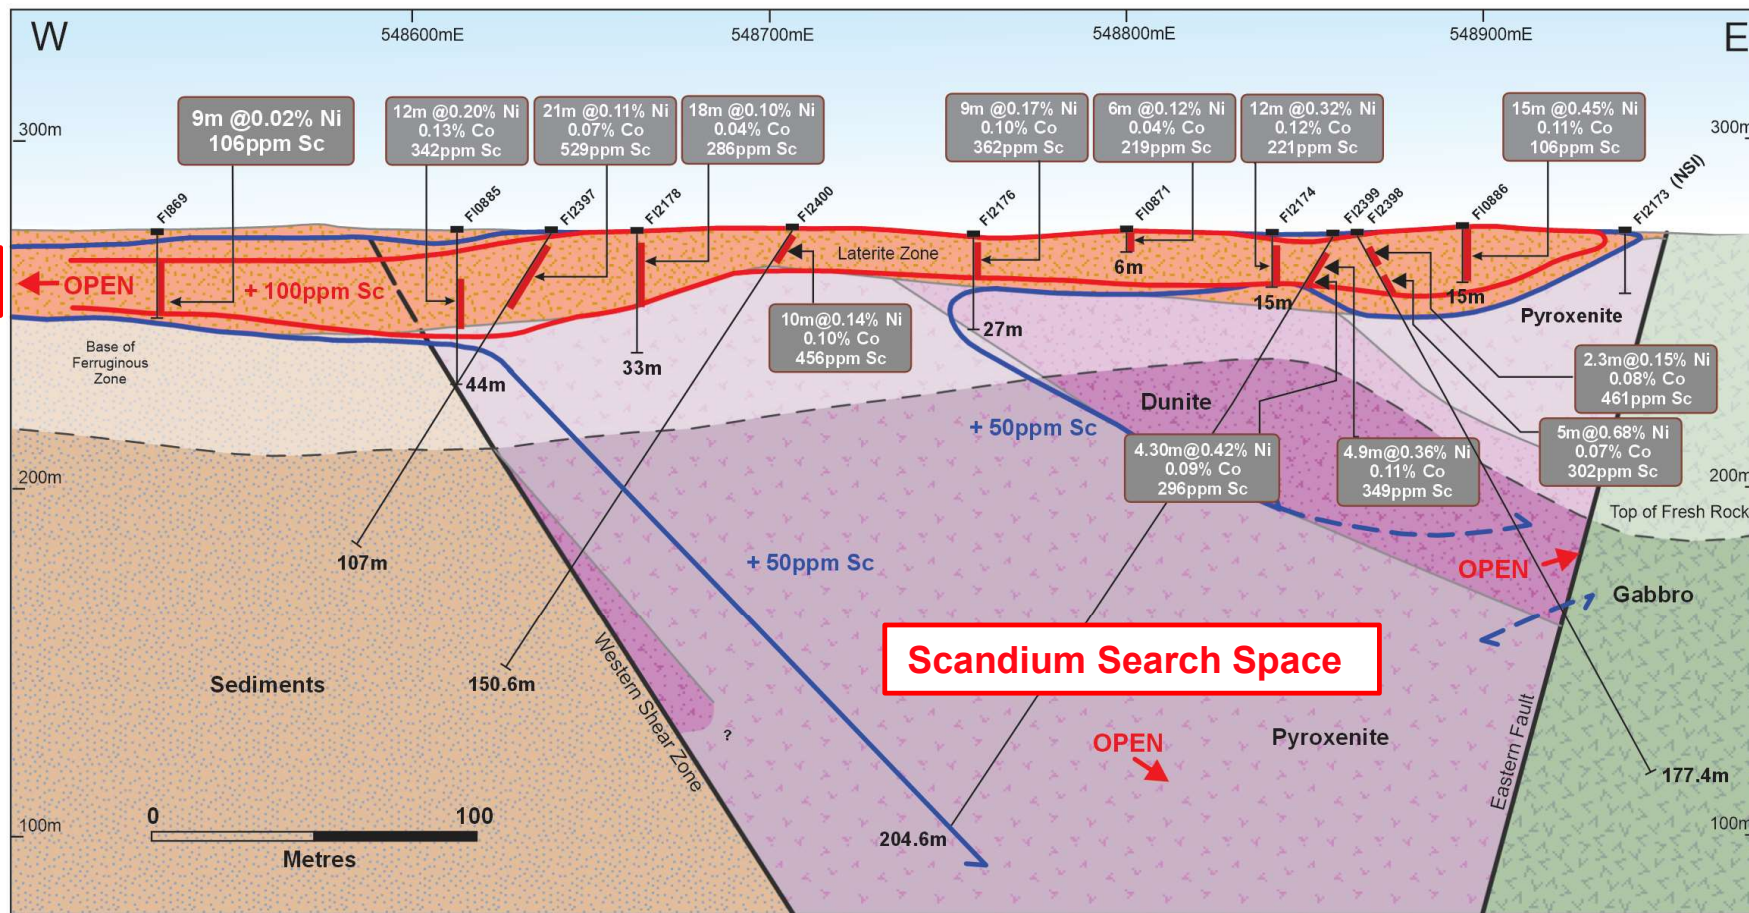 W
548600mE
548700mE
548800mE
548900mE
E
300m
300m
9m @0.02% Ni
106ppm Sc
12m @0.20% Ni
0.13% Co
342ppm Sc
21m @0.11% Ni
0.07% Co
529ppm Sc
18m @0.10% Ni
0.04% Co
286ppm Sc
9m @0.17% Ni
0.10% Co
362ppm Sc
6m @0.12% Ni
0.04% Co
219ppm Sc
12m @0.32% Ni
0.12% Co
221ppm Sc
15m @0.45% Ni
0.11% Co
106ppm Sc
FI869
FI0885
FI2397
FI2178
FI2400
FI2176
FI0871
FI2174
FI2399
FI2398
FI0886
FI2173 (NSI)
Laterite Zone
OPEN
+ 100ppm Sc
6m
15m
15m
Pyroxenite
10m@0.14% Ni
0.10% Co
456ppm Sc
27m
33m
44m
Base of
Ferruginous
Zone
2.3m@0.15% Ni
0.08% Co
461ppm Sc
Dunite
+ 50ppm Sc
4.30m@0.42% Ni
0.09% Co
296ppm Sc
4.9m@0.36% Ni
0.11% Co
349ppm Sc
5m@0.68% Ni
0.07% Co
302ppm Sc
200m
200m
Top of Fresh Rock
107m
+ 50ppm Sc
OPEN
Gabbro
Scandium Search Space
Sediments
150.6m
Western Shear Zone
?
OPEN
Pyroxenite
Eastern Fault
177.4m
204.6m
100m
100m
0
100
Metres